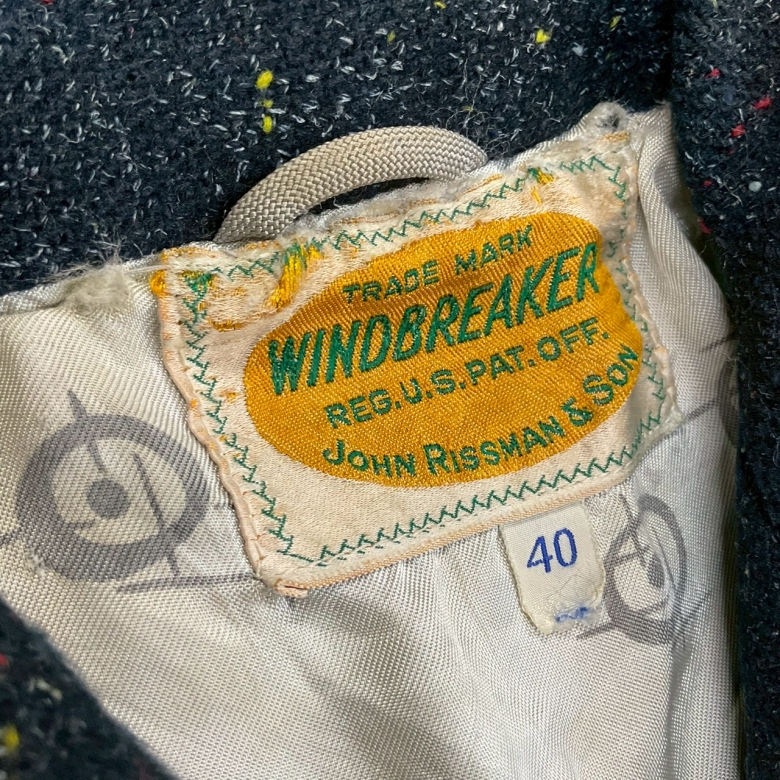 TRADE MARK
WINDBREAKER
REG. U.S. PAT. OFF.
JOHN RISSMAN & SON
40